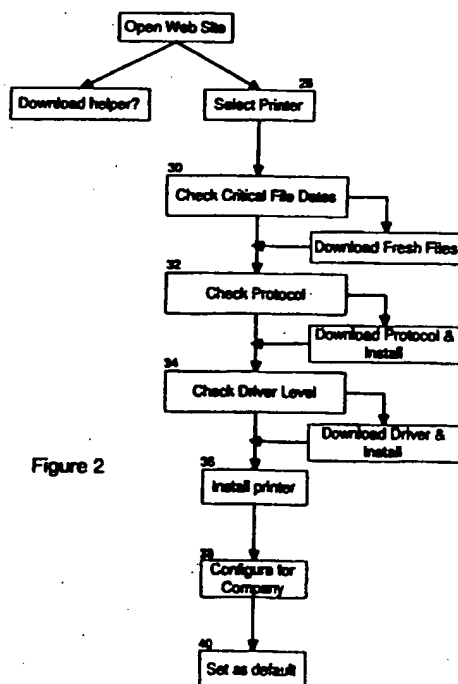 Open Web Site
Download helper?
28
Select Printer
30
Check Critical File Dates
Download Fresh Files
32
Check Protocol
Download Protocol &
Install
34
Check Driver Level
Download Driver &
Install
Figure 2
36
Install printer
Configure for
Company
40
Set as default